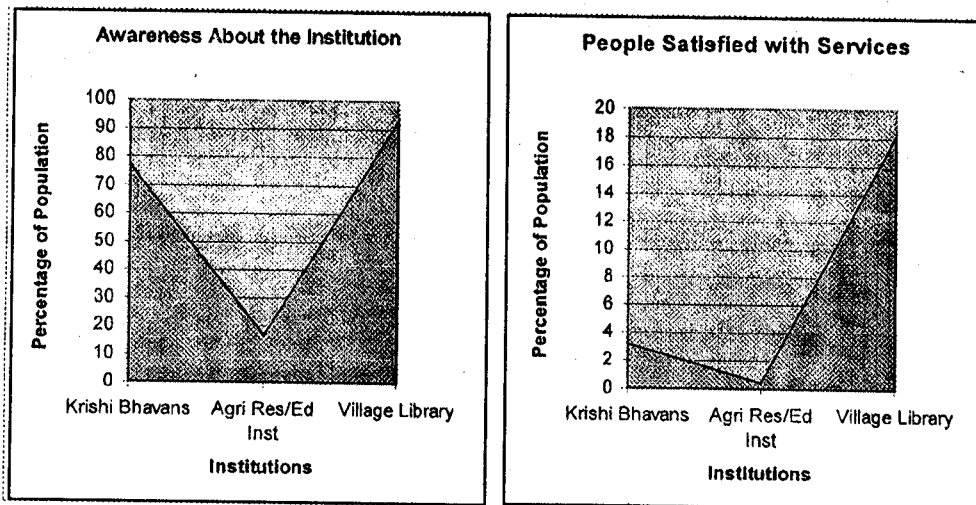 Awareness About the Institution
Percentage of Population
100
90
80
70
60
50
40
30
20
10
0
Krishi Bhavans
Agri Res/Ed
Inst
Village Library
Institutions
People Satisfied with Services
Percentage of Population
20
18
16
14
12
10
8
6
4
2
0
Krishi Bhavans
Agri Res/Ed
Inst
Village Library
Institutions